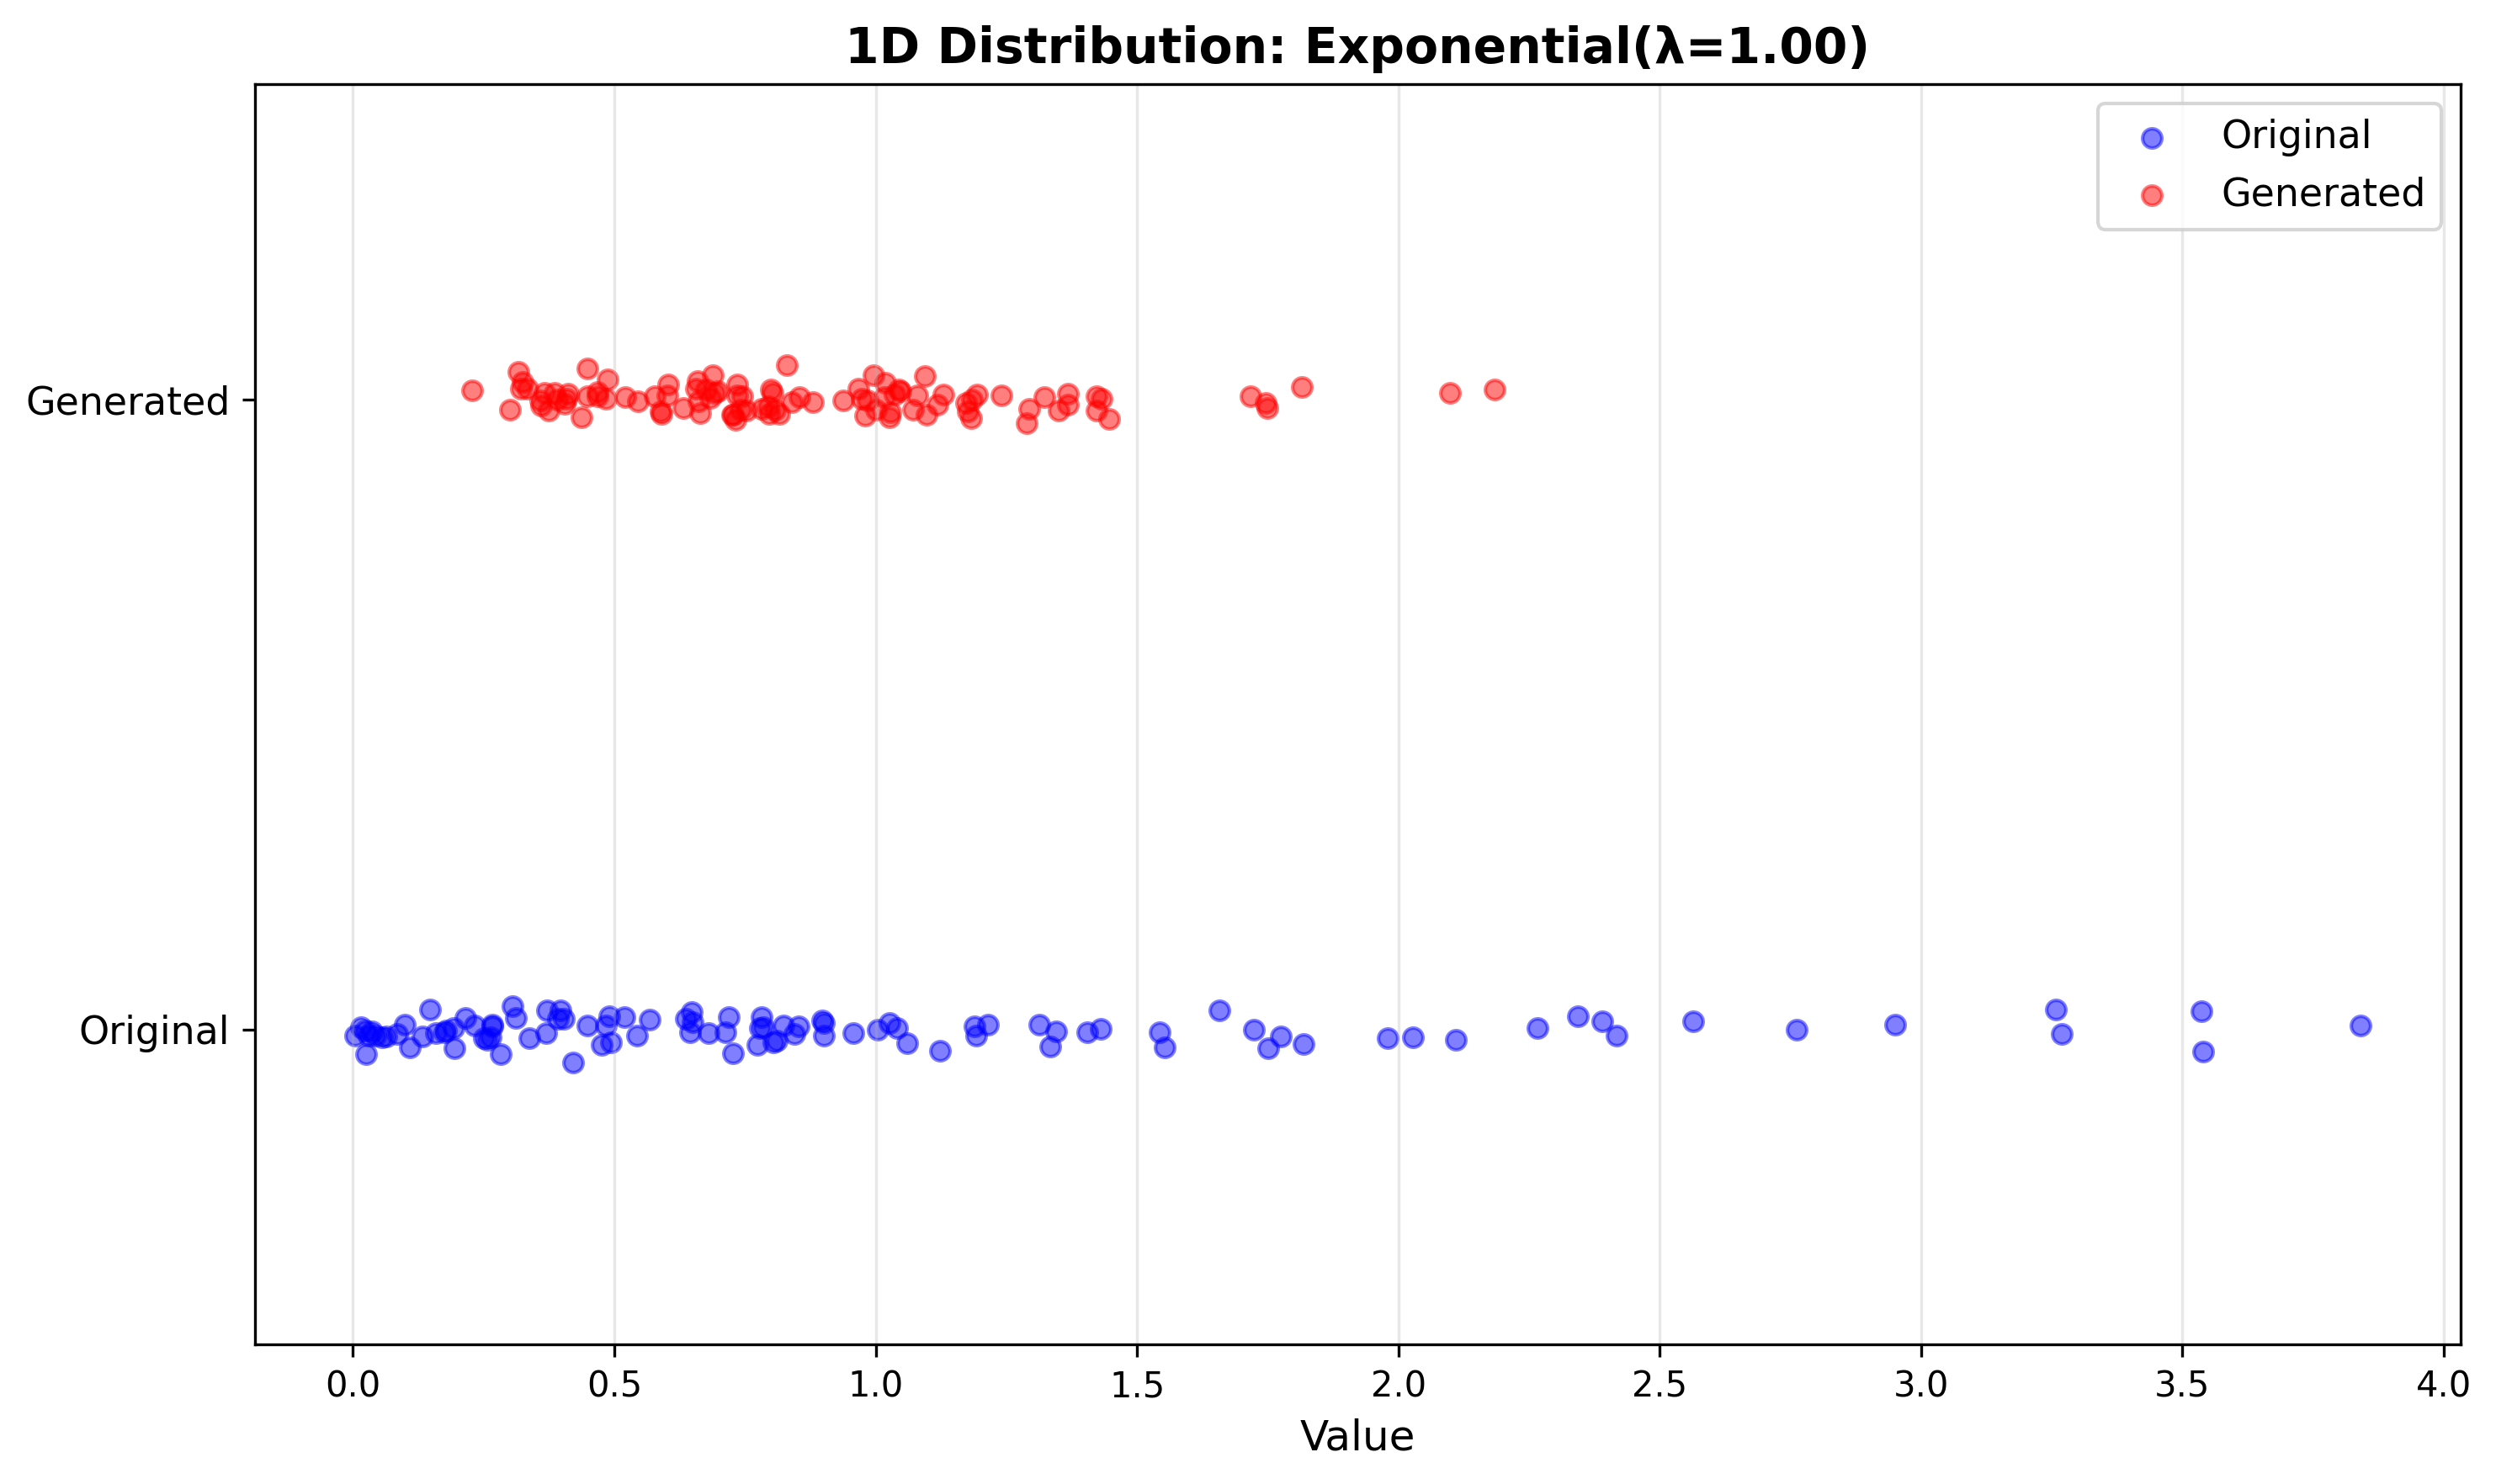 1D Distribution: Exponential(λ=1.00)
Original
Generated
Generated
Original
0.0 0.5 1.0 1.5 2.0 2.5 3.0 3.5 4.0
Value